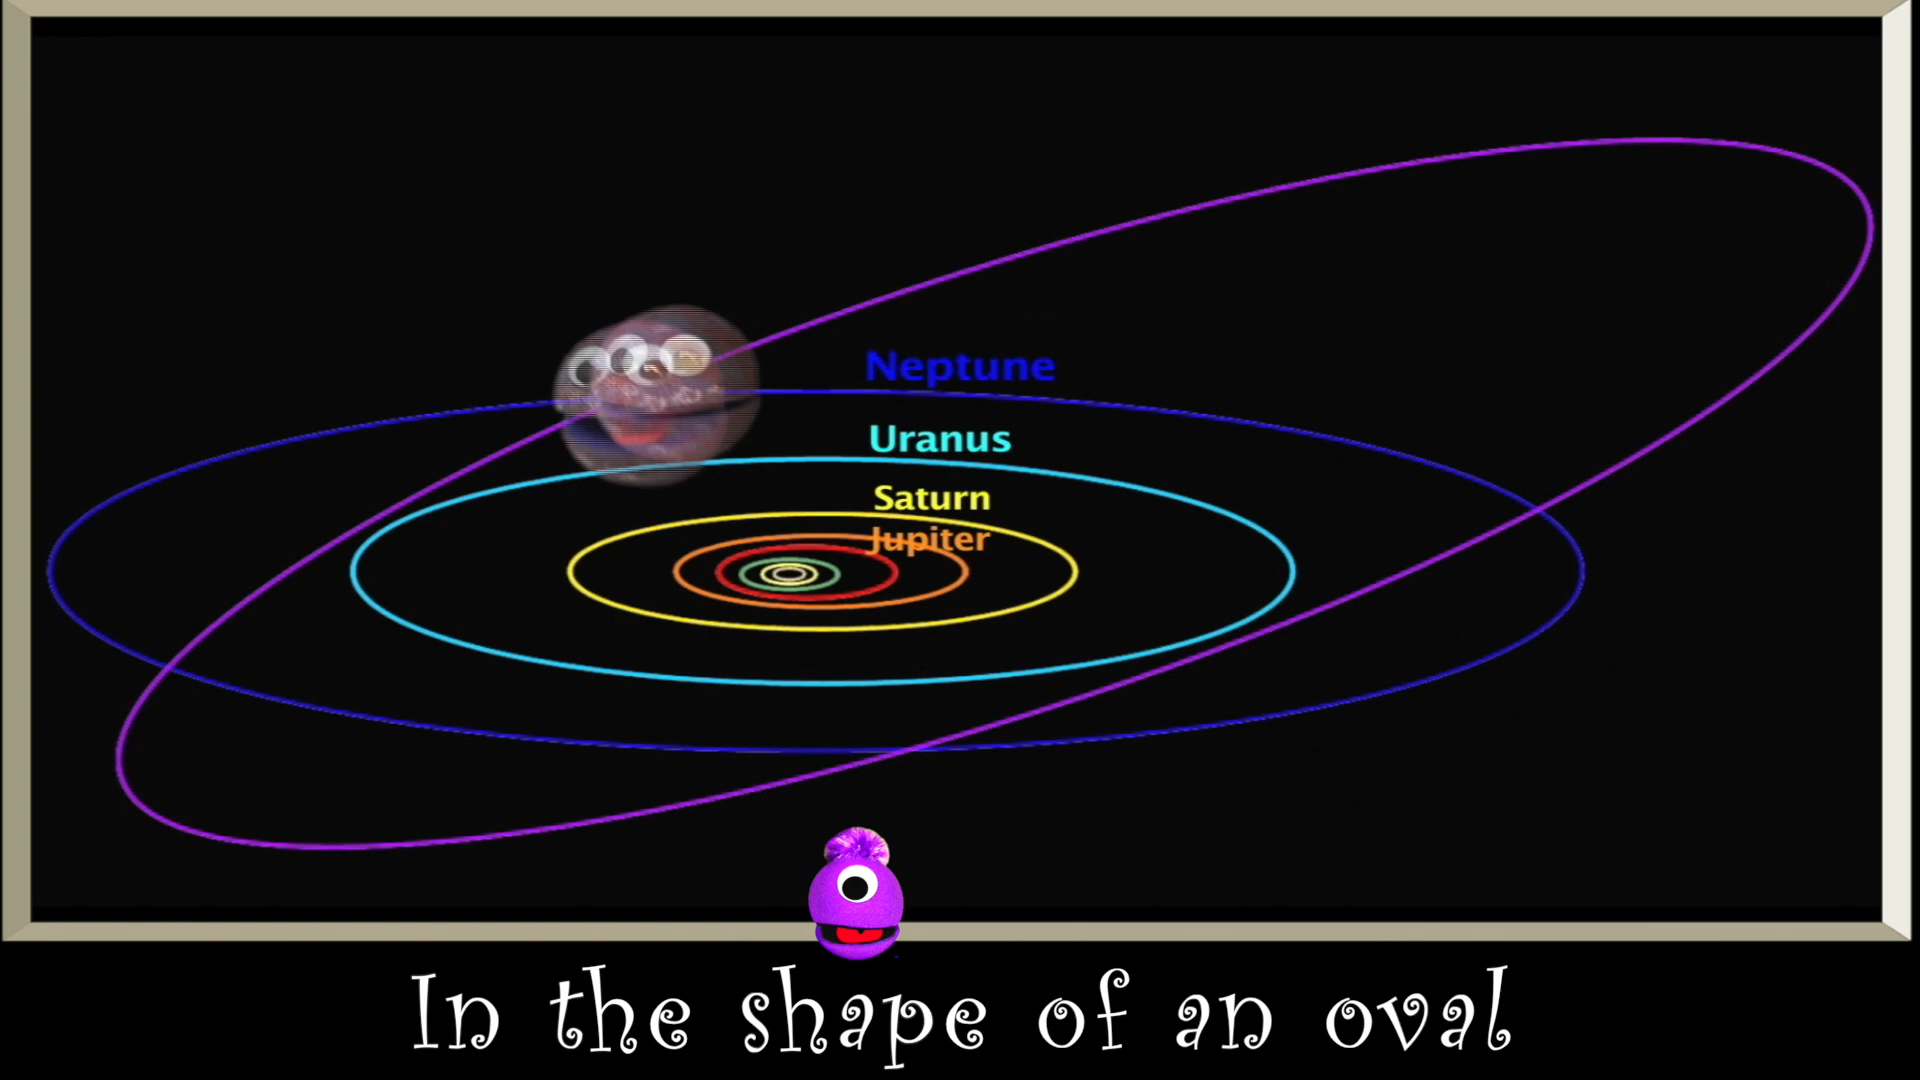 Neptune
Uranus
Saturn
Jupiter
In the shape of an oval